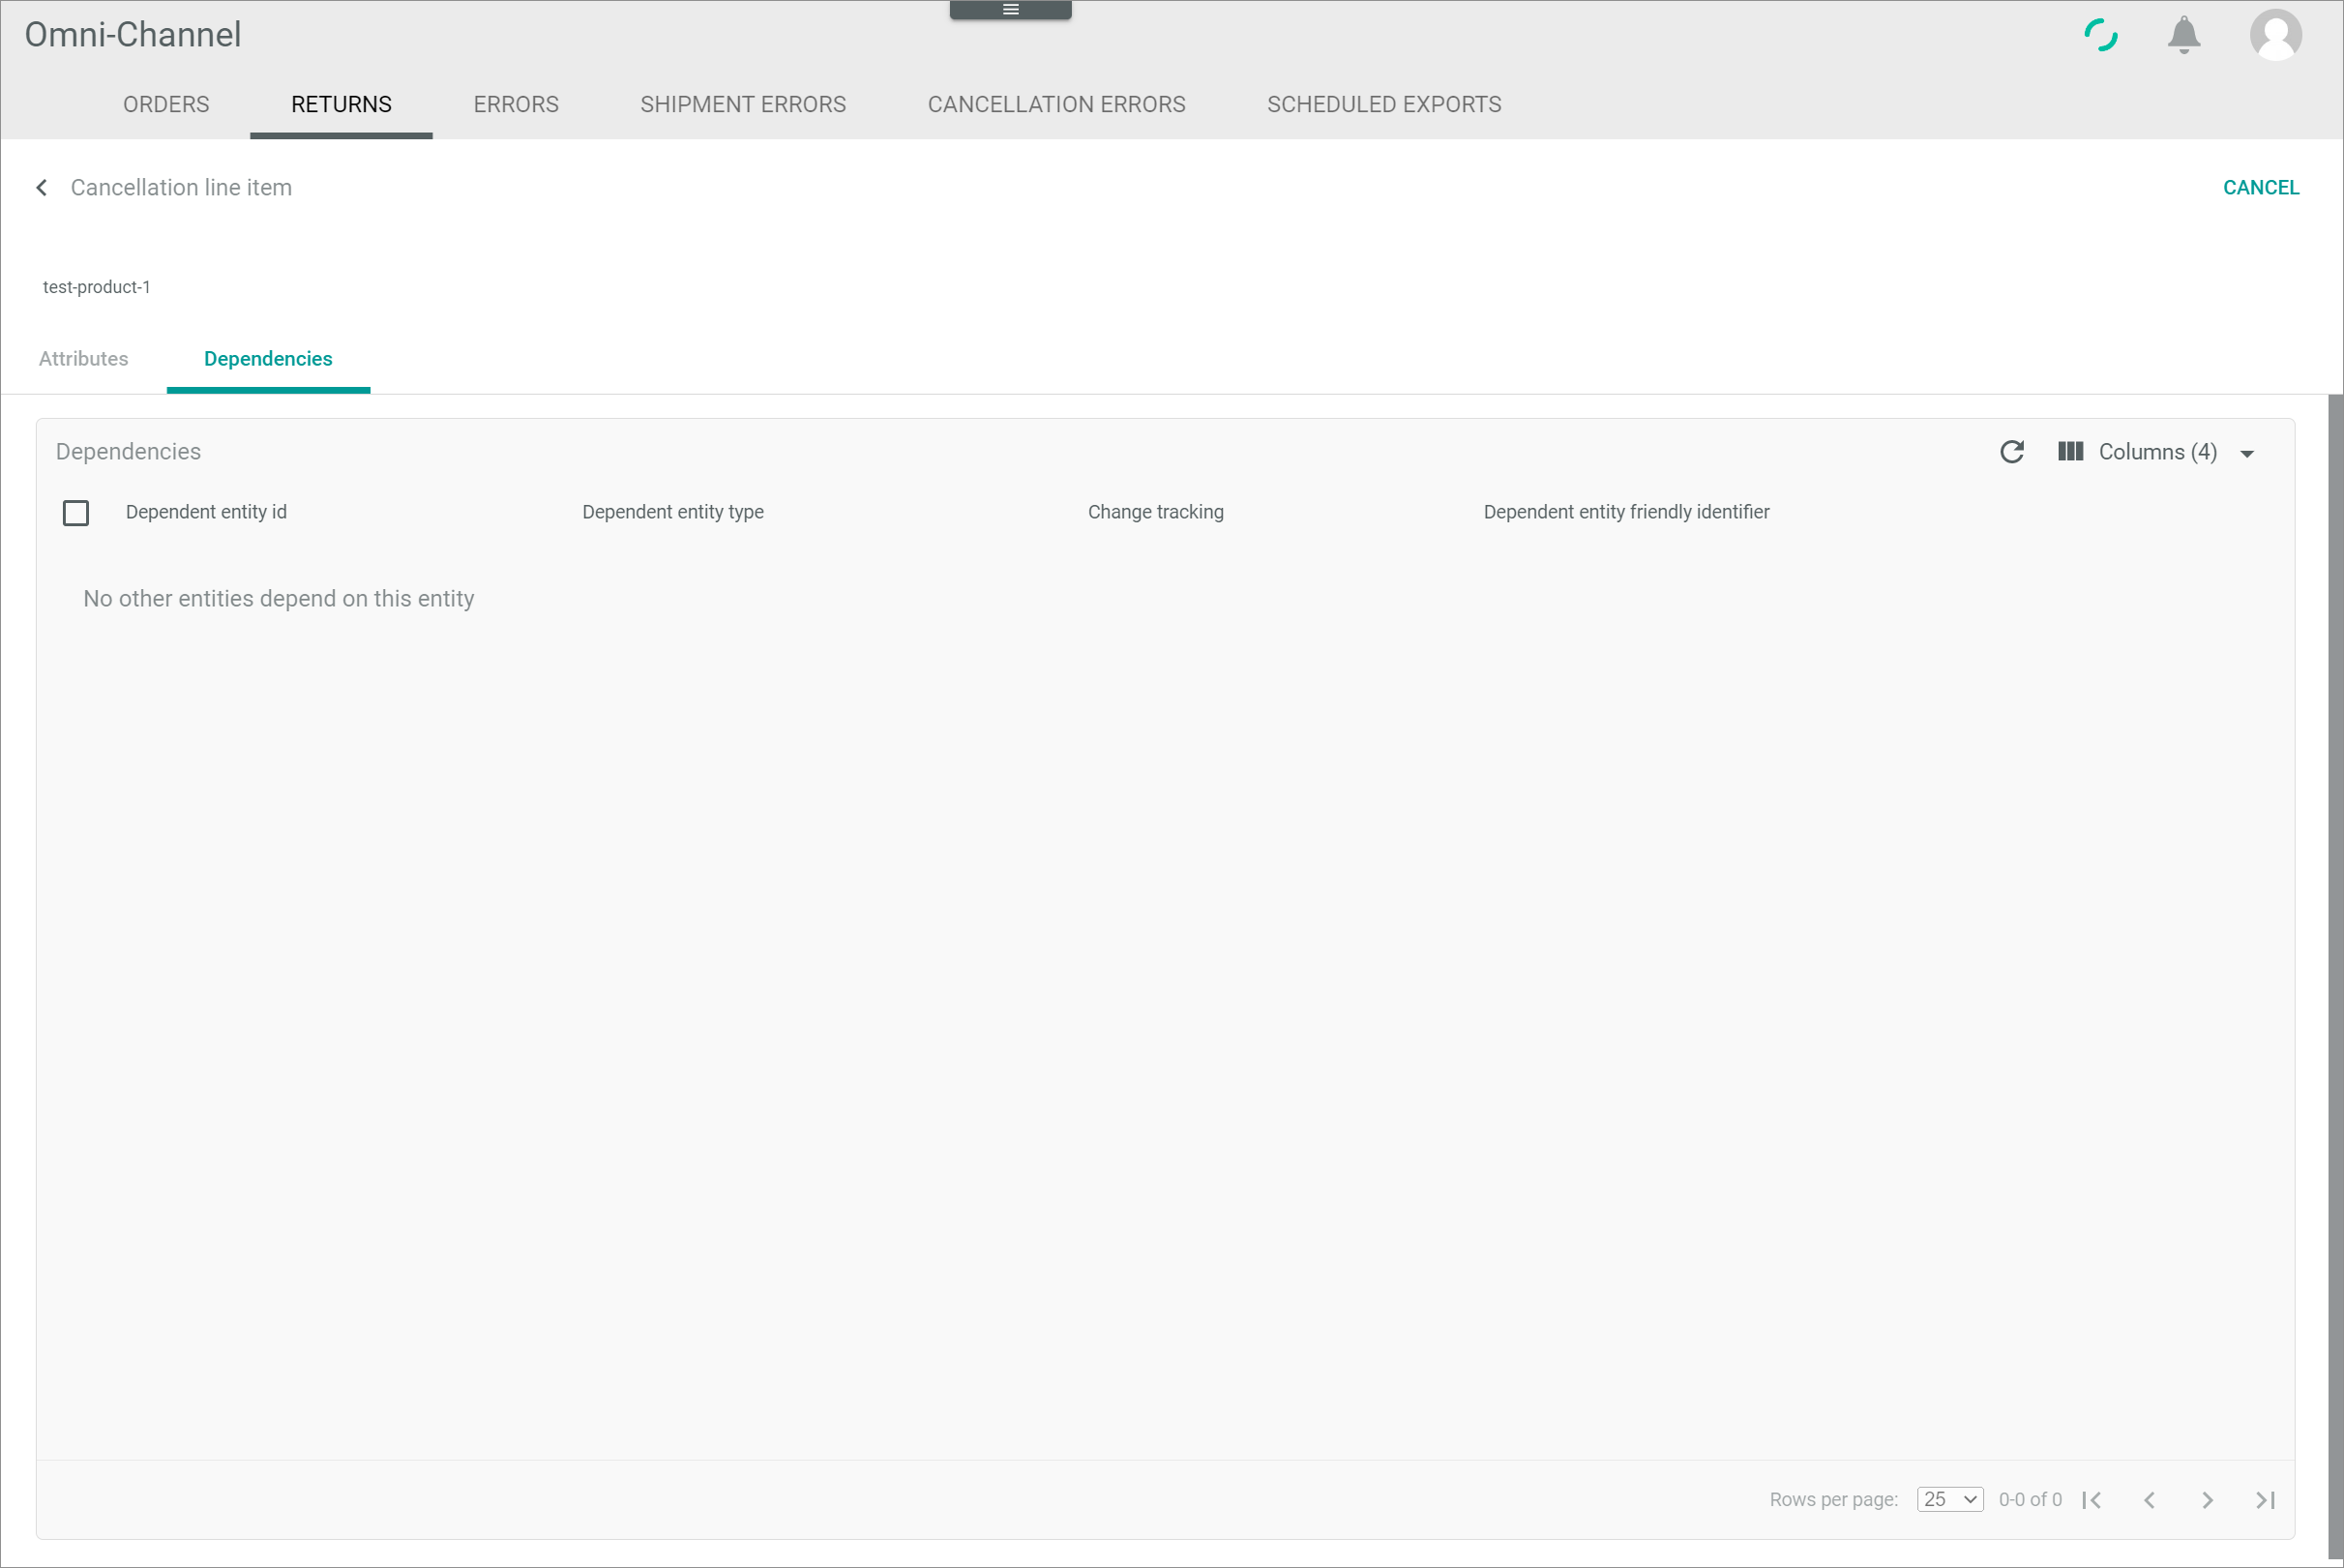 Omni-Channel
ORDERS RETURNS ERRORS SHIPMENT ERRORS CANCELLATION ERRORS SCHEDULED EXPORTS
Cancellation line item CANCEL
test-product-1
Attributes Dependencies
Dependencies Columns (4)
Dependent entity id Dependent entity type Change tracking Dependent entity friendly identifier
No other entities depend on this entity
Rows per page: 25 0-0 of 0